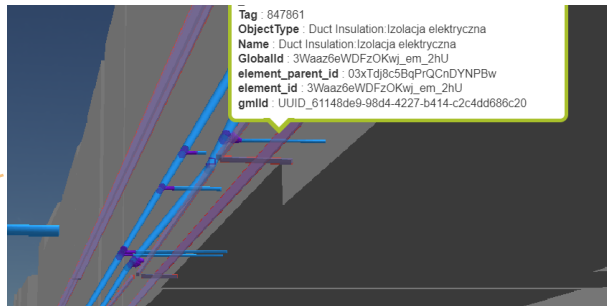 Tag : 847861
ObjectType : Duct Insulation:Izolacja elektryczna
Name : Duct Insulation:Izolacja elektryczna
GlobalId : 3Waaz6eWDFzOKwj_em_2hU
element_parent_id : 03xTdj8c5BqPrQCnDYNPBw
element_id : 3Waaz6eWDFzOKwj_em_2hU
gmlId : UUID_61148de9-98d4-4227-b414-c2c4dd686c20